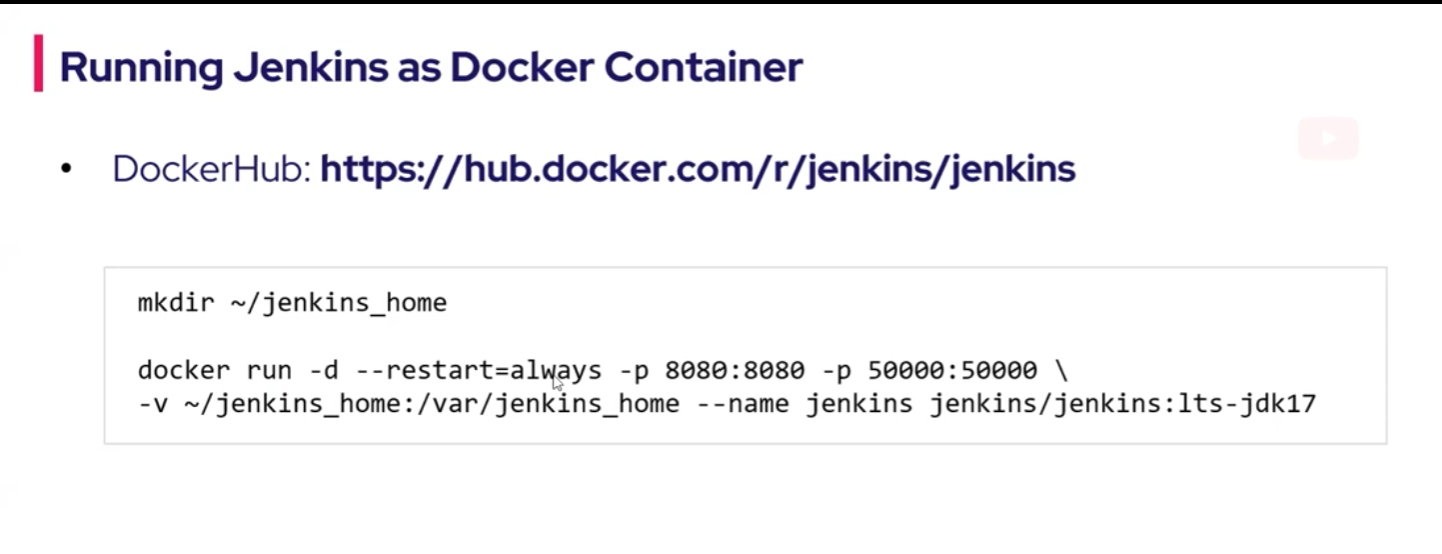 Running Jenkins as Docker Container
• DockerHub: https://hub.docker.com/r/jenkins/jenkins
mkdir ~/jenkins_home
docker run -d --restart=always -p 8080:8080 -p 50000:50000 \
-v ~/jenkins_home:/var/jenkins_home --name jenkins jenkins/jenkins:lts-jdk17